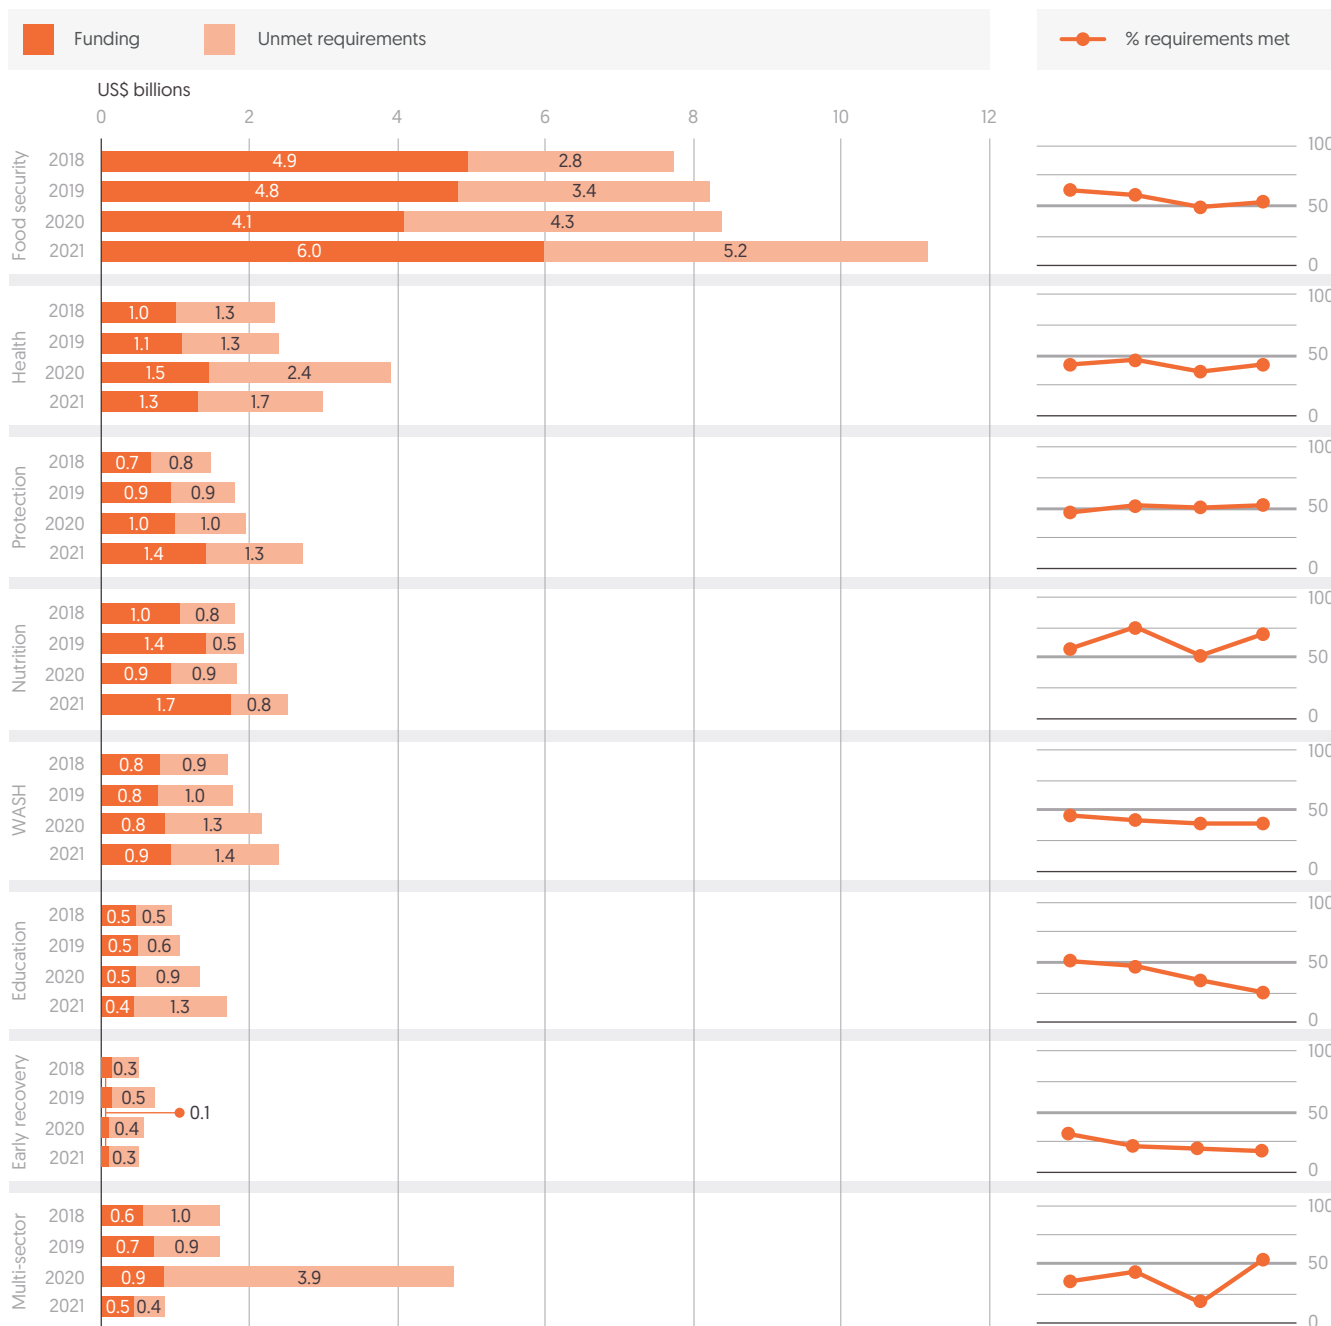 Funding
Unmet requirements
% requirements met
US$ billions
0 2 4 6 8 10 12
Food security
2018 4.9 2.8
2019 4.8 3.4
2020 4.1 4.3
2021 6.0 5.2
100
50
0
Health
2018 1.0 1.3
2019 1.1 1.3
2020 1.5 2.4
2021 1.3 1.7
100
50
0
Protection
2018 0.7 0.8
2019 0.9 0.9
2020 1.0 1.0
2021 1.4 1.3
100
50
0
Nutrition
2018 1.0 0.8
2019 1.4 0.5
2020 0.9 0.9
2021 1.7 0.8
100
50
0
WASH
2018 0.8 0.9
2019 0.8 1.0
2020 0.8 1.3
2021 0.9 1.4
100
50
0
Education
2018 0.5 0.5
2019 0.5 0.6
2020 0.5 0.9
2021 0.4 1.3
100
50
0
Early recovery
2018 0.3
2019 0.5
0.1
2020 0.4
2021 0.3
100
50
0
Multi-sector
2018 0.6 1.0
2019 0.7 0.9
2020 0.9 3.9
2021 0.5 0.4
100
50
0